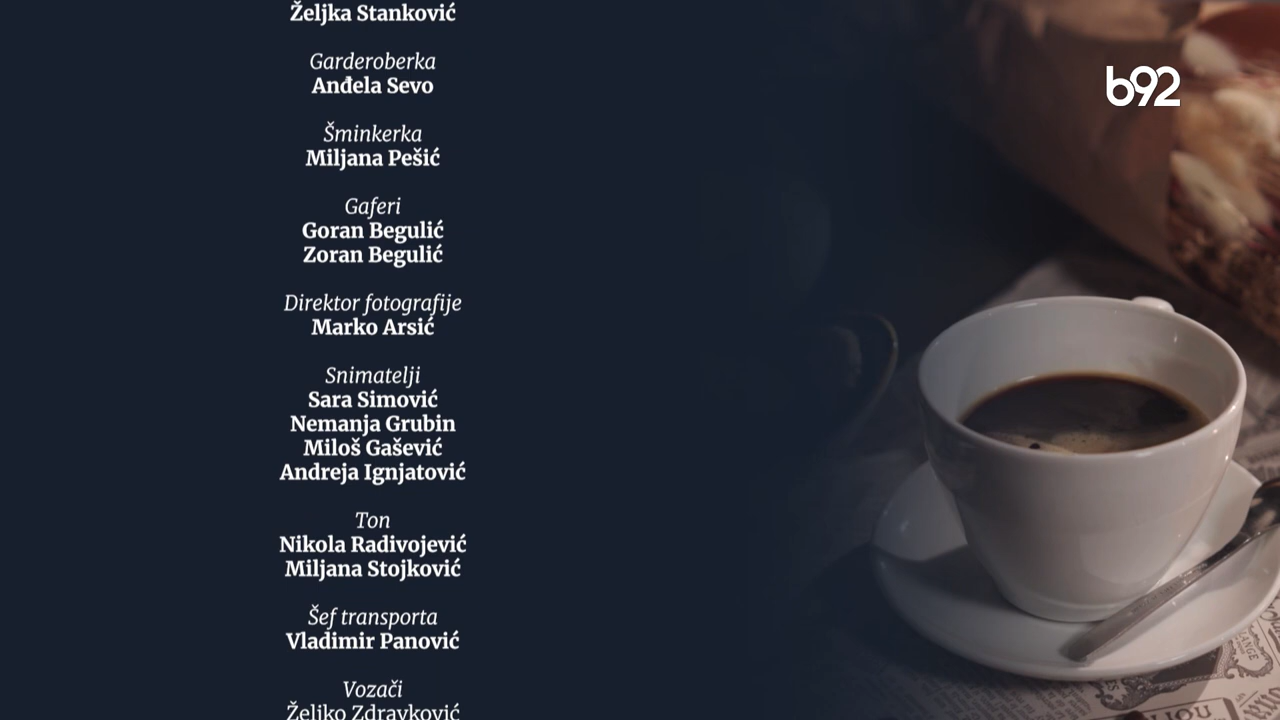 Željka Stanković
Garderoberka
Anđela Sevo
Šminkerka
Miljana Pešić
Gaferi
Goran Begulić
Zoran Begulić
Direktor fotografije
Marko Arsić
Snimatelji
Sara Simović
Nemanja Grubin
Miloš Gašević
Andreja Ignjatović
Ton
Nikola Radivojević
Miljana Stojković
Šef transporta
Vladimir Panović
Vozači
Željko Zdravković
b92